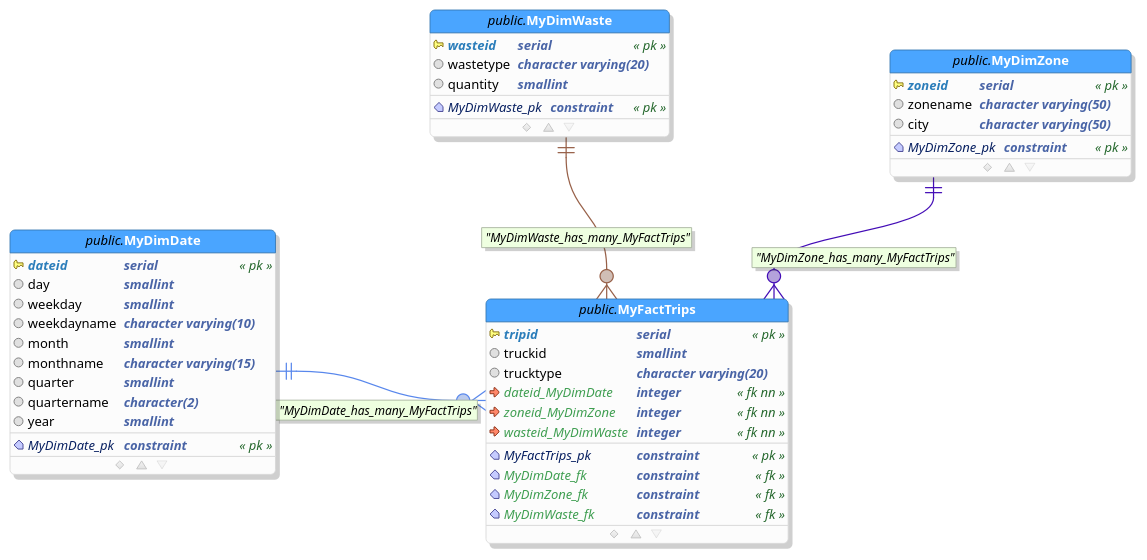 public.MyDimWaste
wasteid serial « pk »
wastetype character varying(20)
quantity smallint
MyDimWaste_pk constraint « pk »
public.MyDimZone
zoneid serial « pk »
zonename character varying(50)
city character varying(50)
MyDimZone_pk constraint « pk »
"MyDimWaste_has_many_MyFactTrips"
"MyDimZone_has_many_MyFactTrips"
public.MyDimDate
dateid serial « pk »
day smallint
weekday smallint
weekdayname character varying(10)
month smallint
monthname character varying(15)
quarter smallint
quartername character(2)
year smallint
MyDimDate_pk constraint « pk »
"MyDimDate_has_many_MyFactTrips"
public.MyFactTrips
tripid serial « pk »
truckid smallint
trucktype character varying(20)
dateid_MyDimDate integer « fk nn »
zoneid_MyDimZone integer « fk nn »
wasteid_MyDimWaste integer « fk nn »
MyFactTrips_pk constraint « pk »
MyDimDate_fk constraint « fk »
MyDimZone_fk constraint « fk »
MyDimWaste_fk constraint « fk »